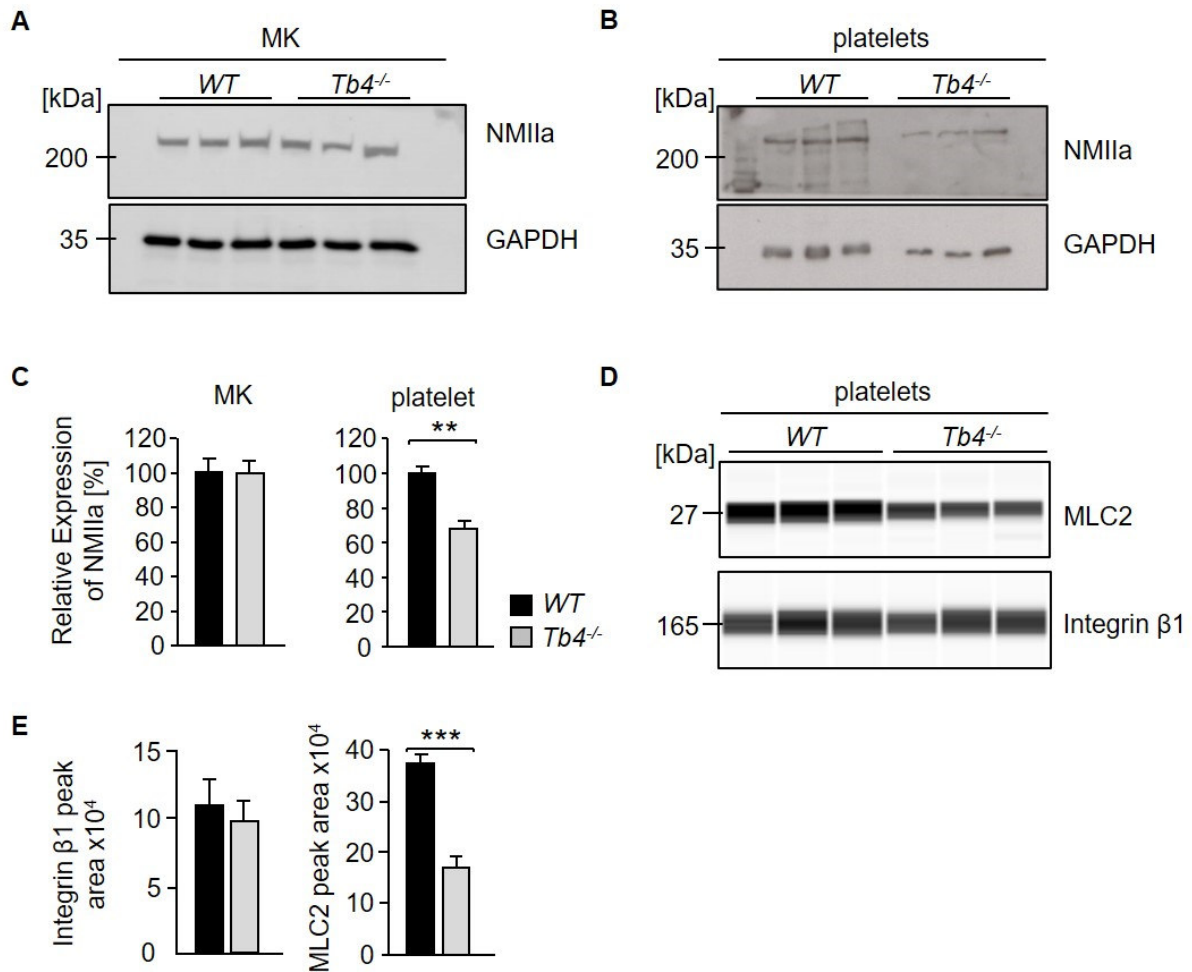 A
MK
WT Tb4-/-
[kDa]
NMIIa
200
35
GAPDH
B
platelets
WT Tb4-/-
[kDa]
NMIIa
200
35
GAPDH
C
MK
platelet
Relative Expression
of NMIIa [%]
120
100
80
60
40
20
0
120
100
80
60
40
20
0
**
WT
Tb4-/-
D
platelets
WT Tb4-/-
[kDa]
27
MLC2
165
Integrin β1
E
Integrin β1 peak
area x10⁴
15
10
5
0
MLC2 peak area x10⁴
40
30
20
10
0
***